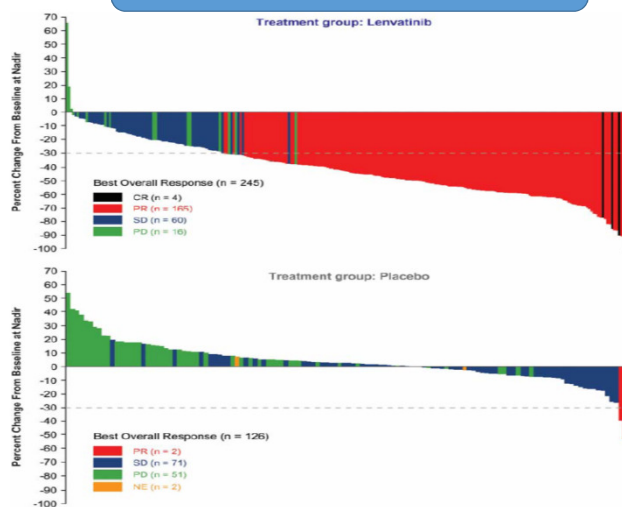 Treatment group: Lenvatinib
Percent Change From Baseline at Nadir
70
60
50
40
30
20
10
0
-10
-20
-30
-40
-50
-60
-70
-80
-90
-100
Best Overall Response (n = 245)
CR (n = 4)
PR (n = 165)
SD (n = 60)
PD (n = 16)
Treatment group: Placebo
Percent Change From Baseline at Nadir
70
60
50
40
30
20
10
0
-10
-20
-30
-40
-50
-60
-70
-80
-90
-100
Best Overall Response (n = 126)
PR (n = 2)
SD (n = 71)
PD (n = 51)
NE (n = 2)